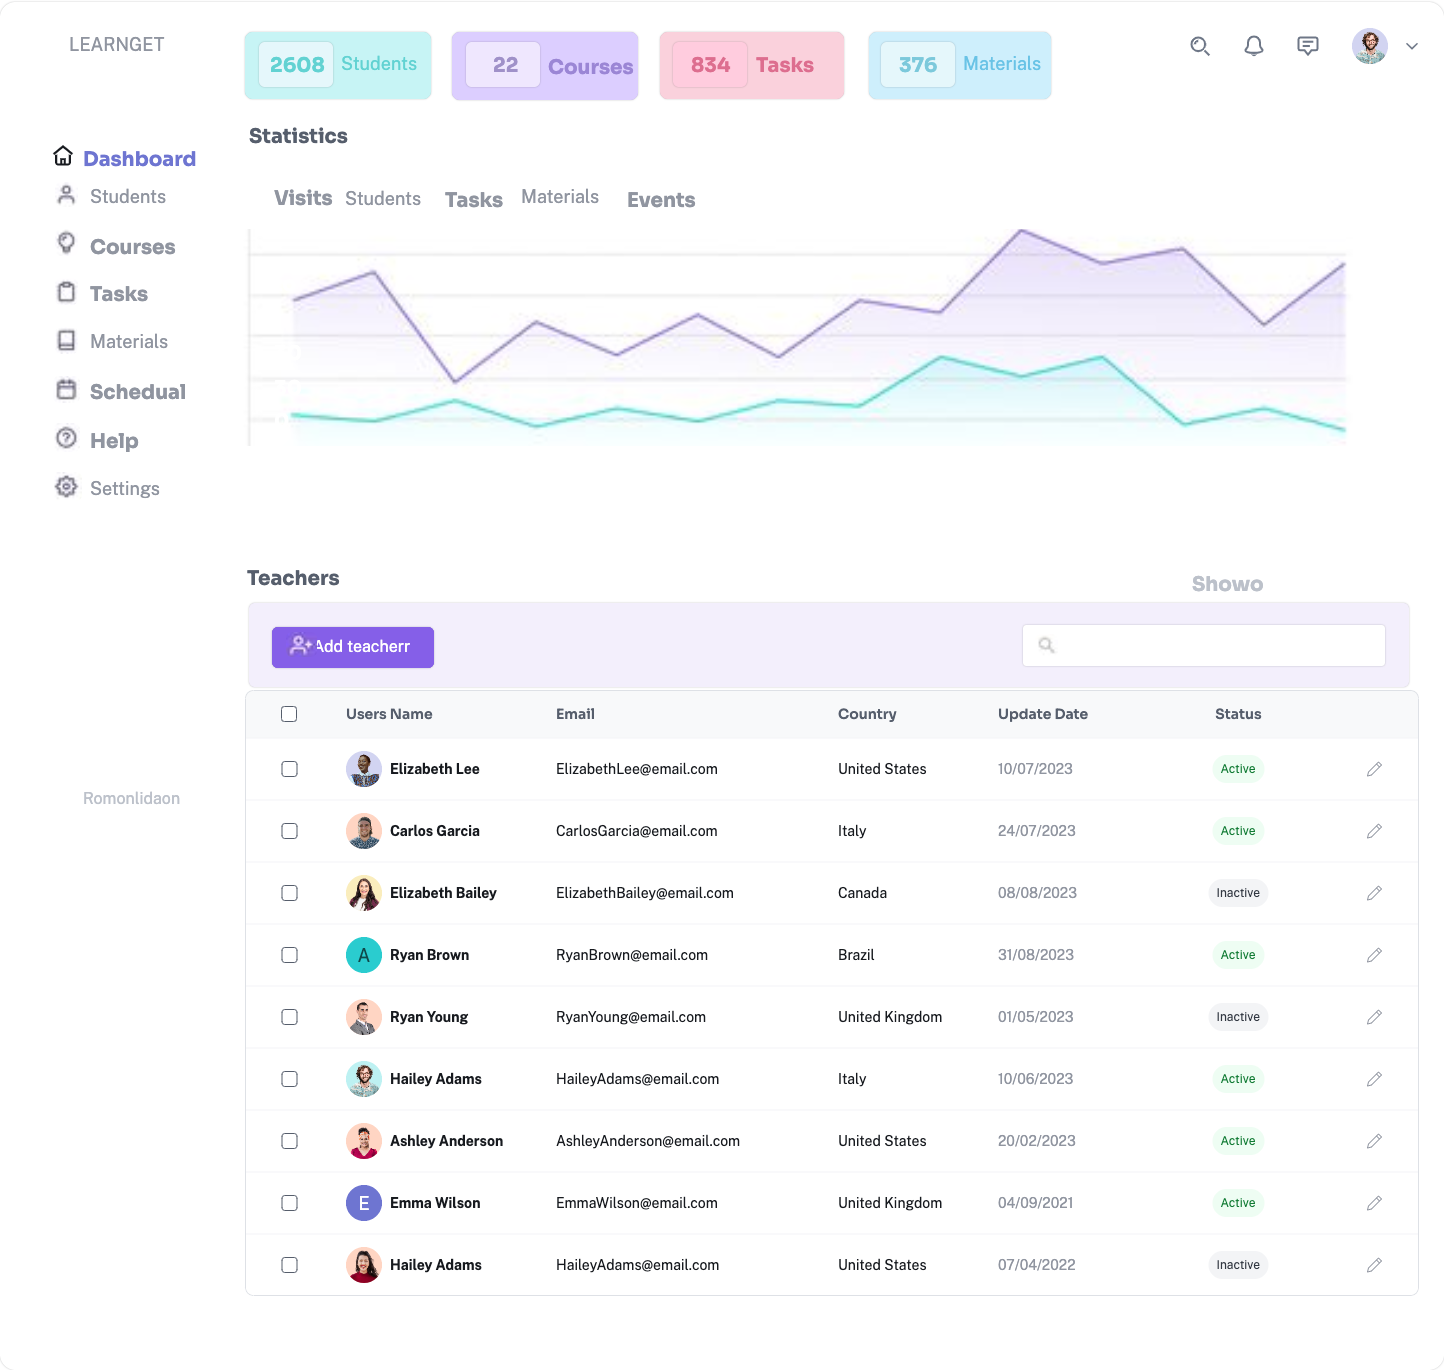 LEARNGET
2608 Students
22 Courses
834 Tasks
376 Materials
Statistics
Dashboard
Students
Courses
Tasks
Materials
Schedual
Help
Settings
Visits Students Tasks Materials Events
Teachers
Showo
Add teacherr
Users Name Email Country Update Date Status
Elizabeth Lee ElizabethLee@email.com United States 10/07/2023 Active
Romonlidaon
Carlos Garcia CarlosGarcia@email.com Italy 24/07/2023 Active
Elizabeth Bailey ElizabethBailey@email.com Canada 08/08/2023 Inactive
A Ryan Brown RyanBrown@email.com Brazil 31/08/2023 Active
Ryan Young RyanYoung@email.com United Kingdom 01/05/2023 Inactive
Hailey Adams HaileyAdams@email.com Italy 10/06/2023 Active
Ashley Anderson AshleyAnderson@email.com United States 20/02/2023 Active
E Emma Wilson EmmaWilson@email.com United Kingdom 04/09/2021 Active
Hailey Adams HaileyAdams@email.com United States 07/04/2022 Inactive